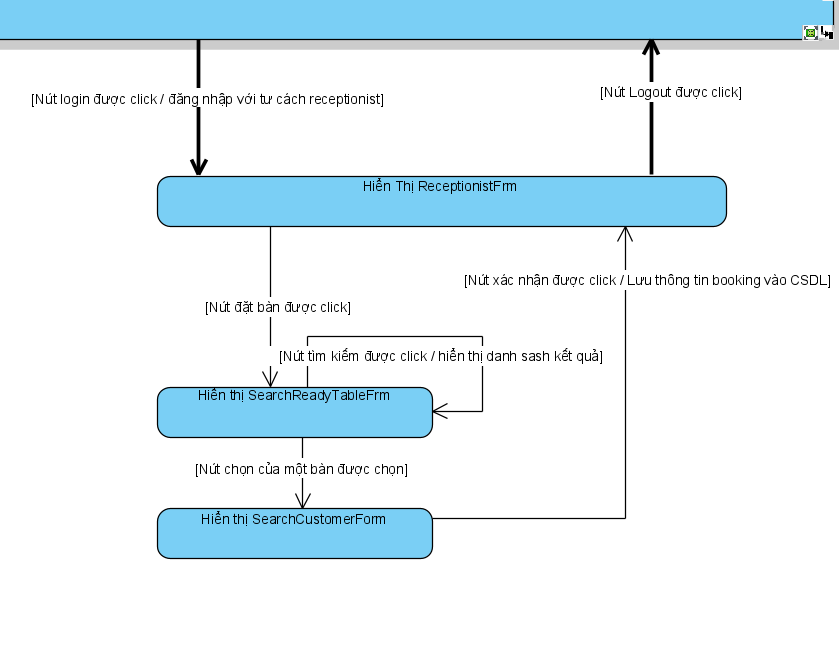 [Nút login được click / đăng nhập với tư cách receptionist]
[Nút Logout được click]
Hiển Thị ReceptionistFrm
[Nút xác nhận được click / Lưu thông tin booking vào CSDL]
[Nút đặt bàn được click]
[Nút tìm kiếm được click / hiển thị danh sash kết quả]
Hiển thị SearchReadyTableFrm
[Nút chọn của một bàn được chọn]
Hiển thị SearchCustomerForm